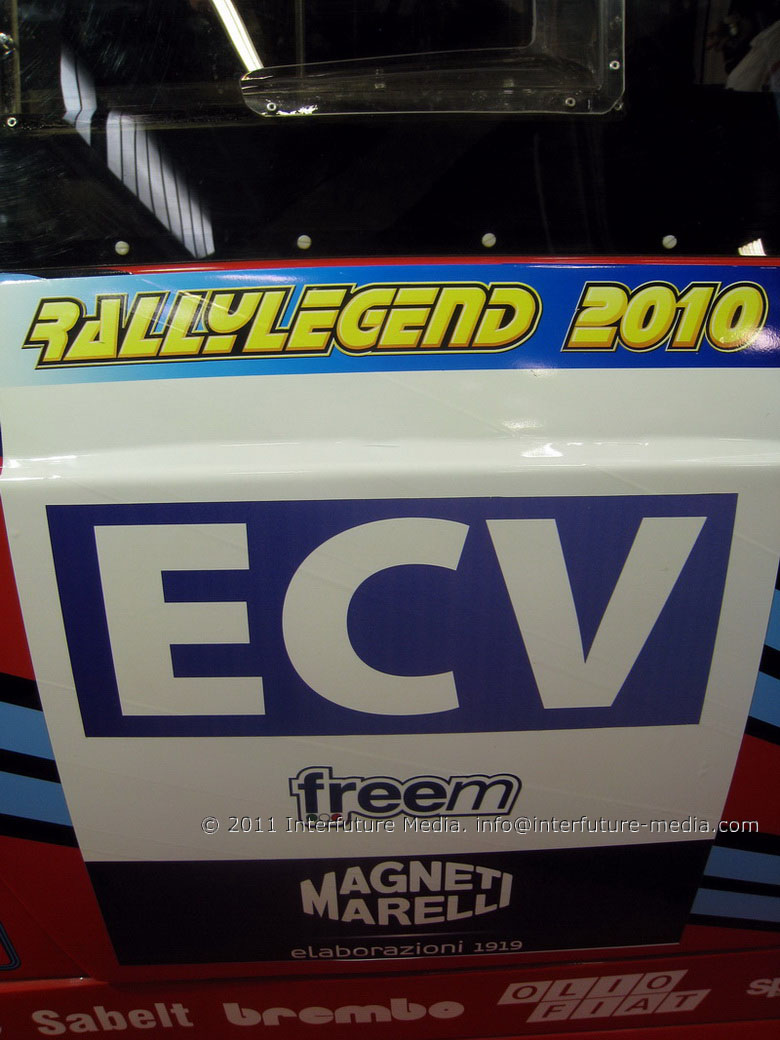 RALLYLEGEND 2010
ECV
freem
© 2011 Interfuture Media. info@interfuture-media.com
MAGNETI
MARELLI
elaborazioni 1919
Sabelt brembo OLIO
FIAT